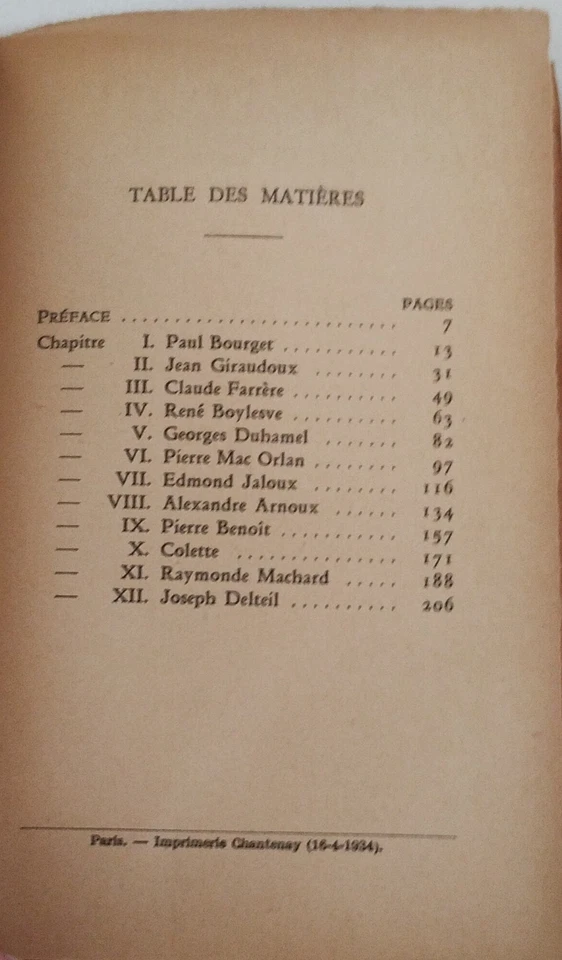 TABLE DES MATIÈRES
PAGES
PRÉFACE ........................... 7
Chapitre I. Paul Bourget ........... 13
— II. Jean Giraudoux ........ 31
— III. Claude Farrère .......... 49
— IV. René Boylesve .......... 63
— V. Georges Duhamel ....... 82
— VI. Pierre Mac Orlan ........ 97
— VII. Edmond Jaloux ........ 116
— VIII. Alexandre Arnoux ...... 134
— IX. Pierre Benoît ........... 157
— X. Colette ............... 171
— XI. Raymonde Machard ..... 188
— XII. Joseph Delteil .......... 206
Paris. — Imprimerie Chantenay (16-4-1934).